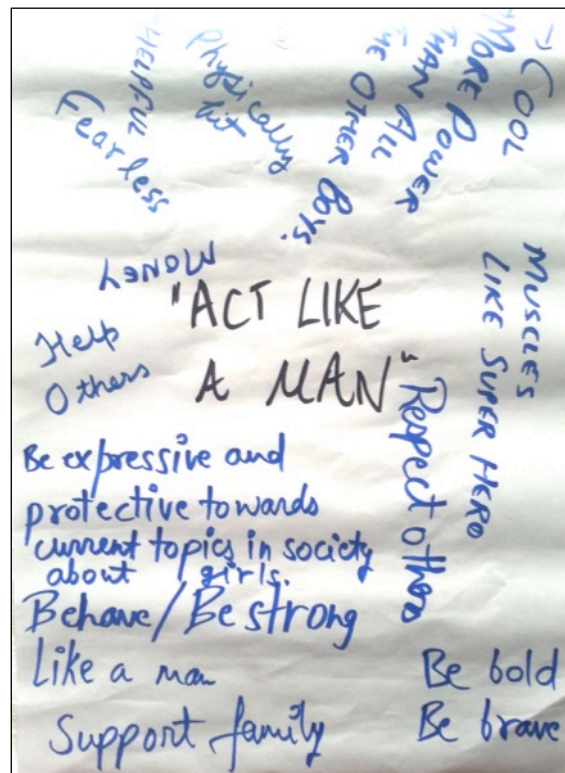 → COOL
→ MORE POWER
THAN ALL
THE OTHER BOYS.
Physically
fit
HELPFUL
Fearless
MONEY
"ACT LIKE
A MAN"
Help
Others
MUSCLES
LIKE SUPER HERO
Respect others
Be expressive and
protective towards
current topics in society
about girls.
Behave/Be strong
Like a man
Support family
Be bold
Be brave